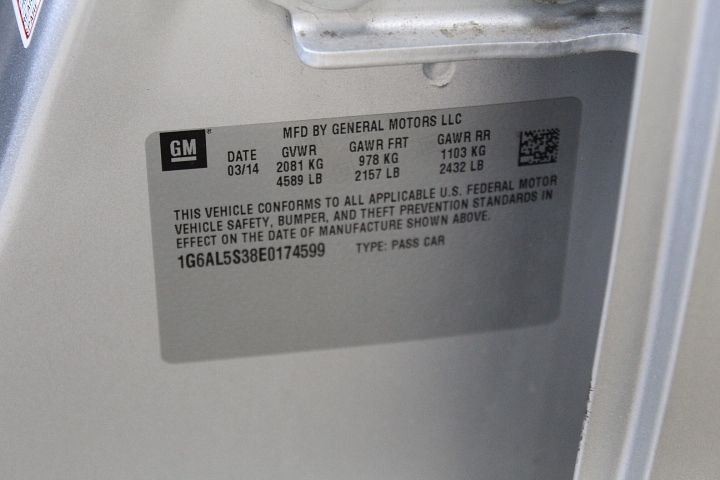 GM
MFD BY GENERAL MOTORS LLC
DATE GVWR GAWR FRT GAWR RR
03/14 2081 KG 978 KG 1103 KG
4589 LB 2157 LB 2432 LB
THIS VEHICLE CONFORMS TO ALL APPLICABLE U.S. FEDERAL MOTOR
VEHICLE SAFETY, BUMPER, AND THEFT PREVENTION STANDARDS IN
EFFECT ON THE DATE OF MANUFACTURE SHOWN ABOVE.
1G6AL5S38E0174599 TYPE: PASS CAR